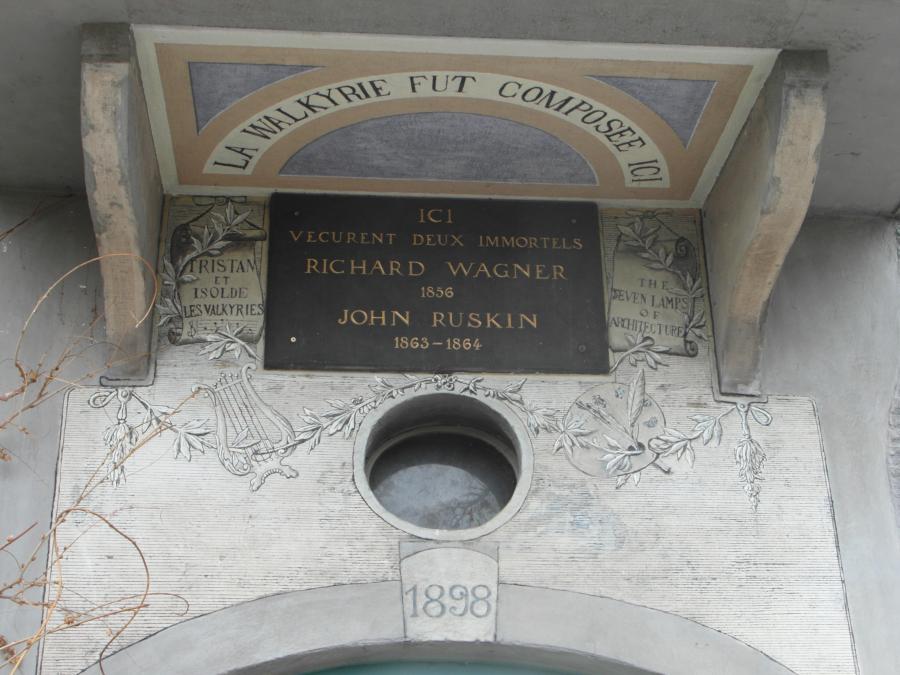 LA WALKYRIE FUT COMPOSEE ICI
ICI
VECURENT DEUX IMMORTELS
RICHARD WAGNER
1856
JOHN RUSKIN
1863-1864
TRISTAN
ET
ISOLDE
LES VALKYRIES
THE
SEVEN LAMPS
OF
ARCHITECTURE
1898